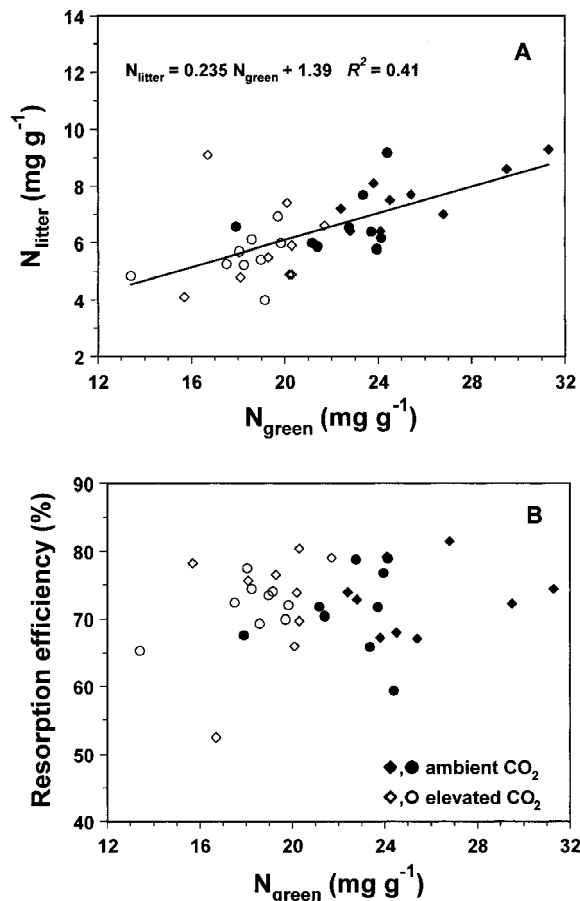 A
N_litter = 0.235 N_green + 1.39 R² = 0.41
14
12
10
8
6
4
2
N_litter (mg g⁻¹)
12 16 20 24 28 32
N_green (mg g⁻¹)
B
90
80
70
60
50
40
Resorption efficiency (%)
◆,● ambient CO₂
◇,○ elevated CO₂
12 16 20 24 28 32
N_green (mg g⁻¹)